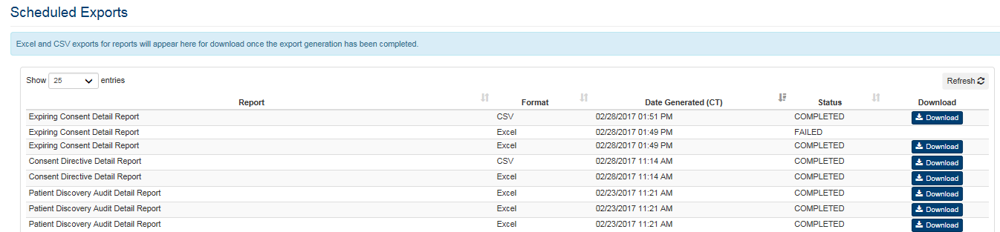 Scheduled Exports
Excel and CSV exports for reports will appear here for download once the export generation has been completed.
Show 25 entries Refresh
Report Format Date Generated (CT) Status Download
Expiring Consent Detail Report CSV 02/28/2017 01:51 PM COMPLETED Download
Expiring Consent Detail Report Excel 02/28/2017 01:49 PM FAILED
Expiring Consent Detail Report Excel 02/28/2017 01:49 PM COMPLETED Download
Consent Directive Detail Report CSV 02/28/2017 11:14 AM COMPLETED Download
Consent Directive Detail Report Excel 02/28/2017 11:14 AM COMPLETED Download
Patient Discovery Audit Detail Report Excel 02/23/2017 11:21 AM COMPLETED Download
Patient Discovery Audit Detail Report Excel 02/23/2017 11:21 AM COMPLETED Download
Patient Discovery Audit Detail Report Excel 02/23/2017 11:21 AM COMPLETED Download